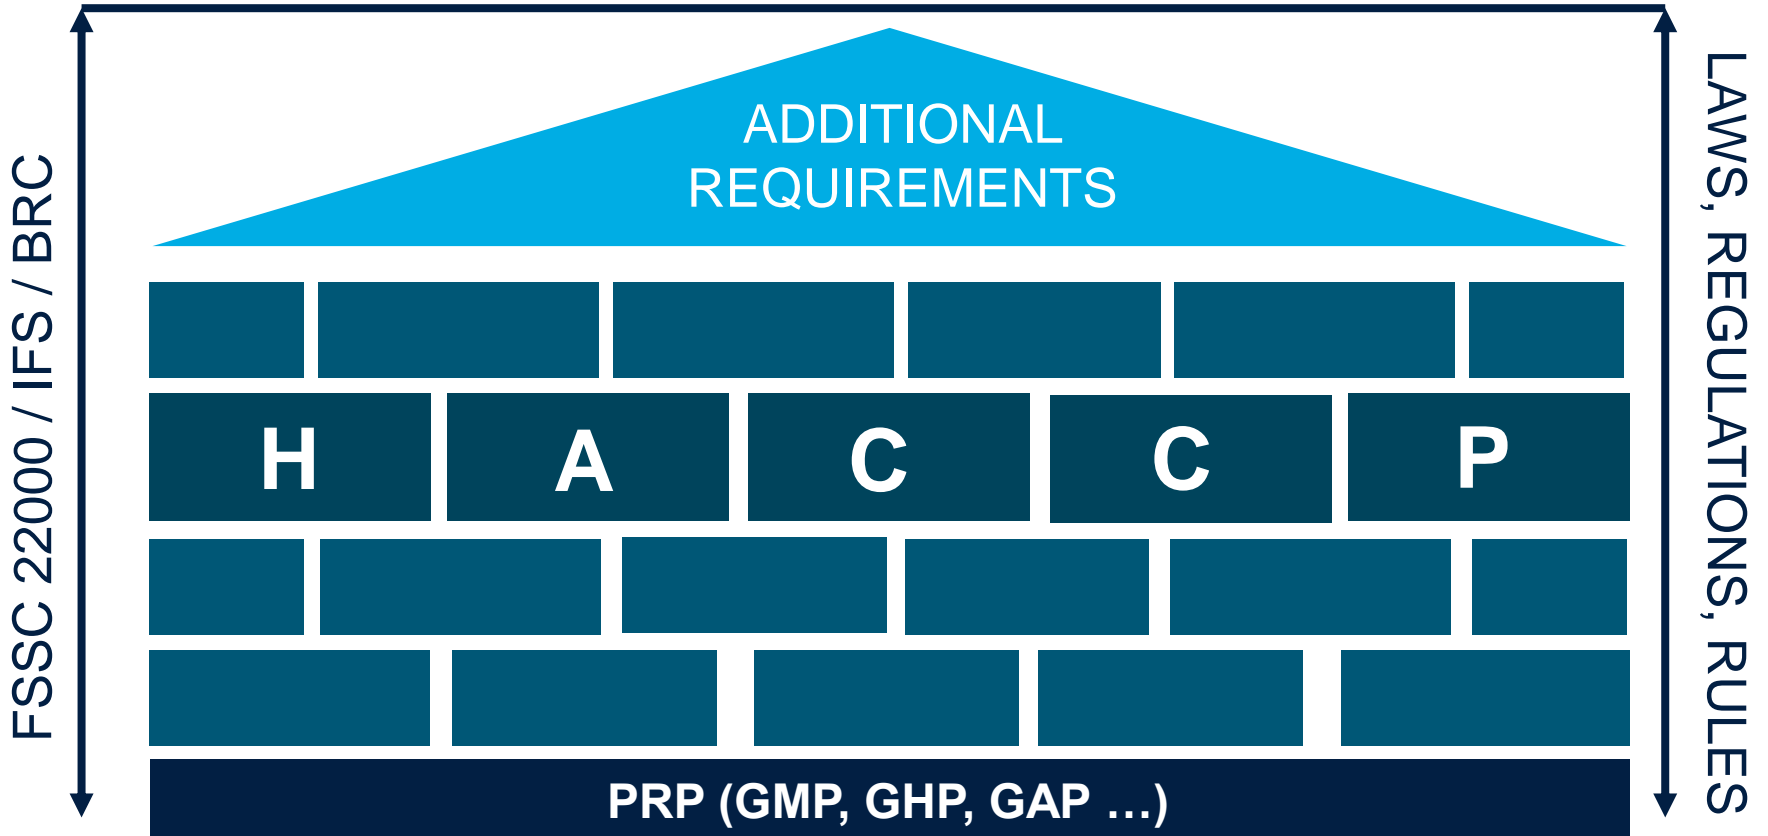 FSSC 22000 / IFS / BRC
ADDITIONAL
REQUIREMENTS
H A C C P
PRP (GMP, GHP, GAP ...)
LAWS, REGULATIONS, RULES